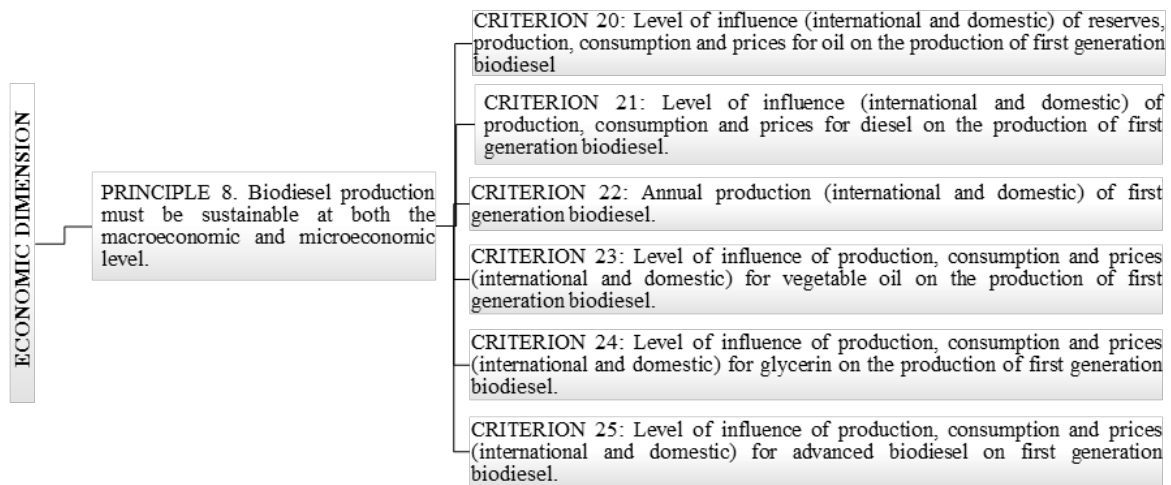 ECONOMIC DIMENSION
PRINCIPLE 8. Biodiesel production
must be sustainable at both the
macroeconomic and microeconomic
level.
CRITERION 20: Level of influence (international and domestic) of reserves,
production, consumption and prices for oil on the production of first generation
biodiesel
CRITERION 21: Level of influence (international and domestic) of
production, consumption and prices for diesel on the production of first
generation biodiesel.
CRITERION 22: Annual production (international and domestic) of first
generation biodiesel.
CRITERION 23: Level of influence of production, consumption and prices
(international and domestic) for vegetable oil on the production of first
generation biodiesel.
CRITERION 24: Level of influence of production, consumption and prices
(international and domestic) for glycerin on the production of first generation
biodiesel.
CRITERION 25: Level of influence of production, consumption and prices
(international and domestic) for advanced biodiesel on first generation
biodiesel.